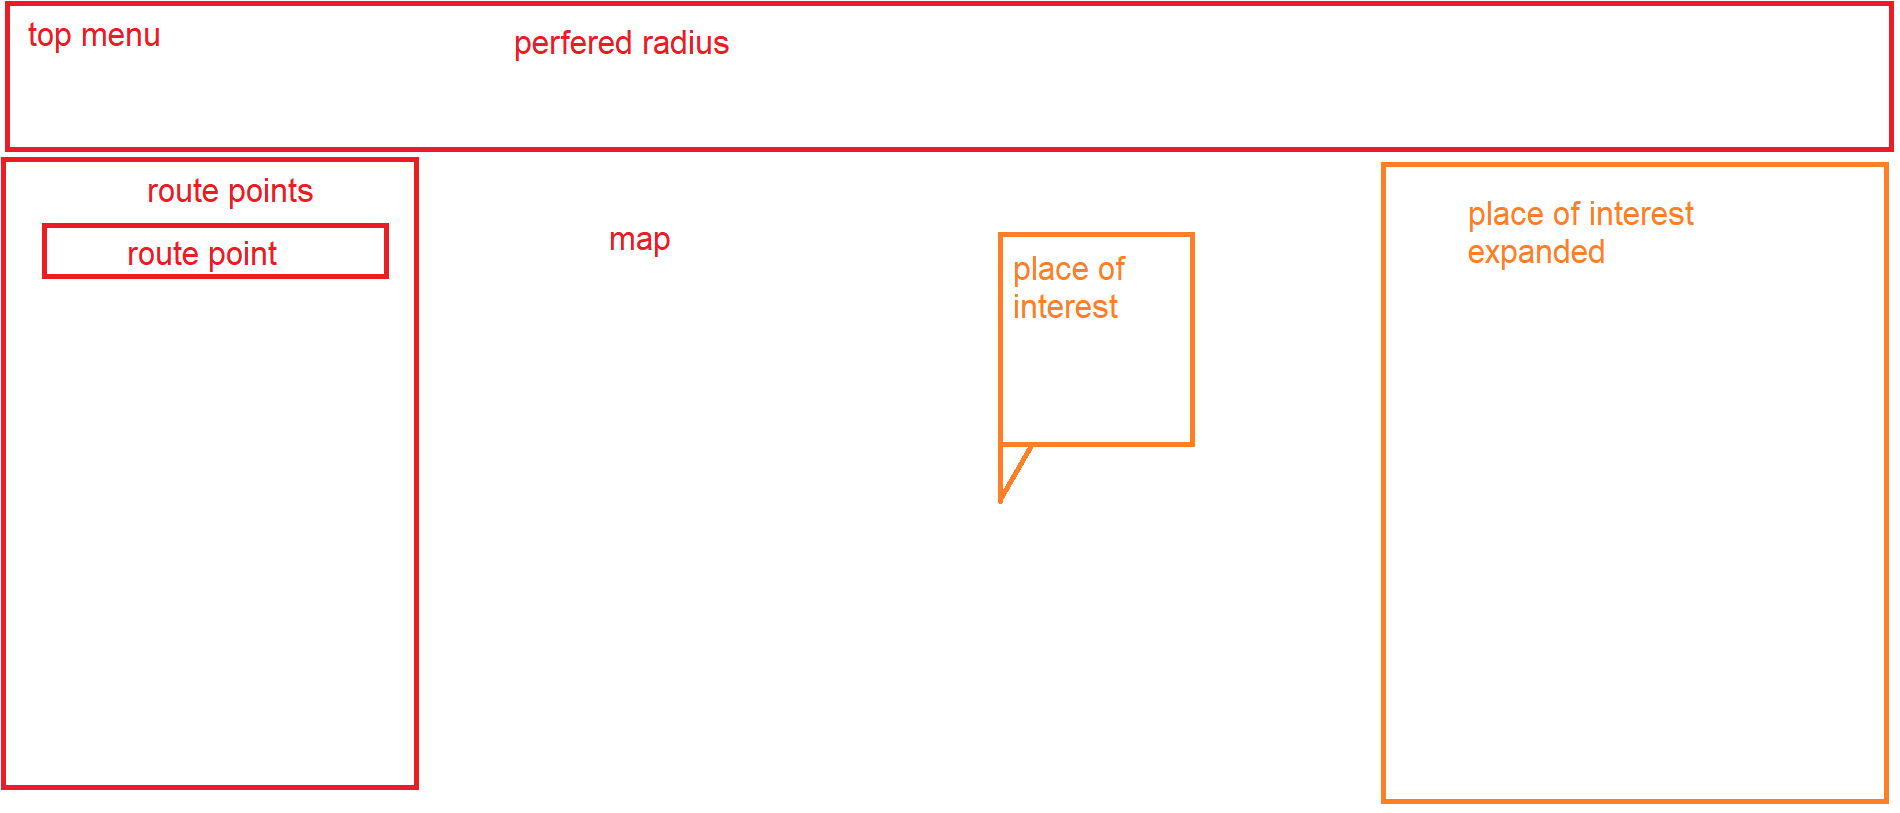 top menu
perfered radius
route points
route point
map
place of
interest
place of interest
expanded